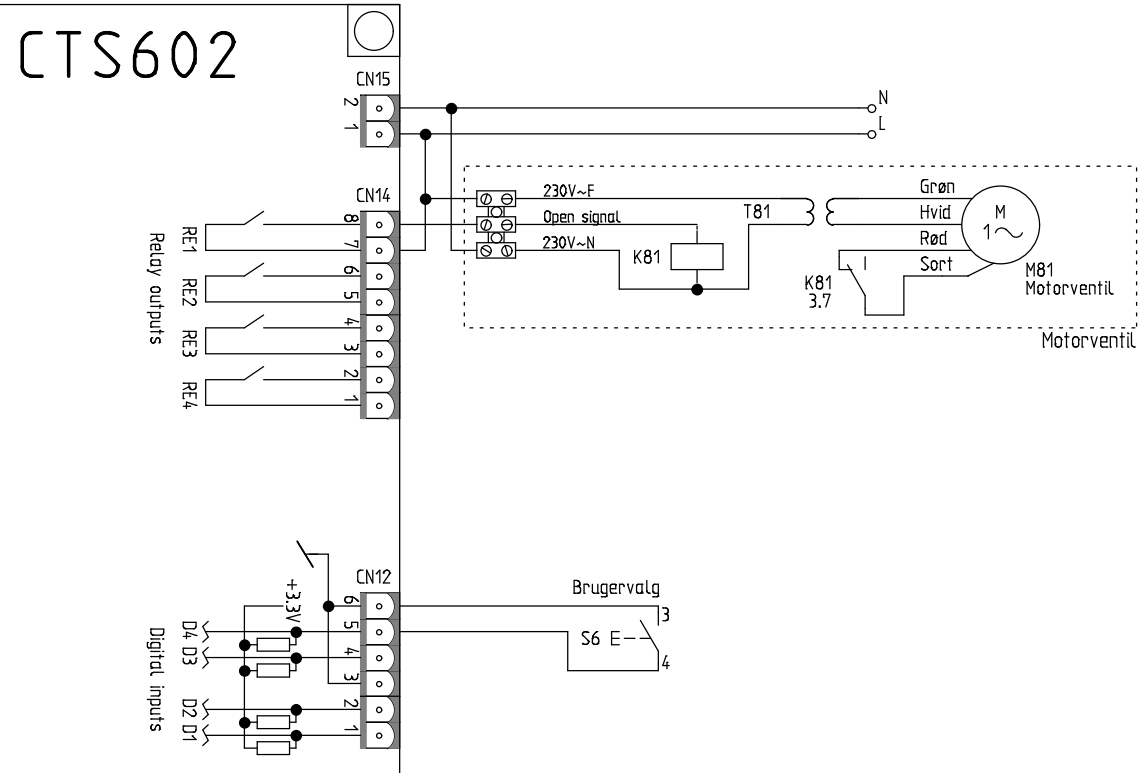 CTS602
CN15
2
1
N
L
CN14
8
7
6
5
4
3
2
1
RE1
RE2
RE3
RE4
Relay outputs
230V~F
Open signal
230V~N
K81
T81
Grøn
Hvid
Rød
Sort
M
1~
K81
3.7
M81
Motorventil
Motorventil
CN12
+3.3V
6
5
4
3
2
1
D4
D3
D2
D1
Digital inputs
Brugervalg
3
S6 E
4